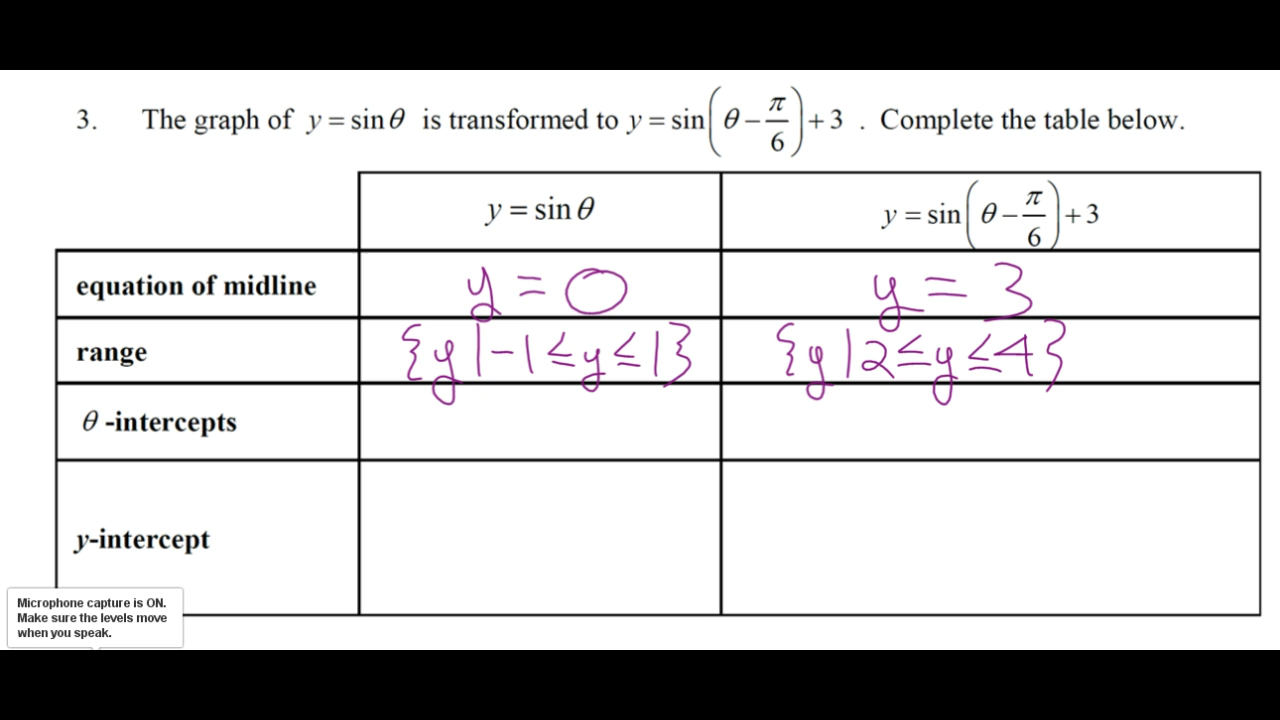 3. The graph of y = sin θ is transformed to y = sin(θ − π/6) + 3 . Complete the table below.
y = sin θ
y = sin(θ − π/6) + 3
equation of midline
y = 0
y = 3
range
{y | −1 ≤ y ≤ 1}
{y | 2 ≤ y ≤ 4}
θ -intercepts
y-intercept
Microphone capture is ON.
Make sure the levels move
when you speak.